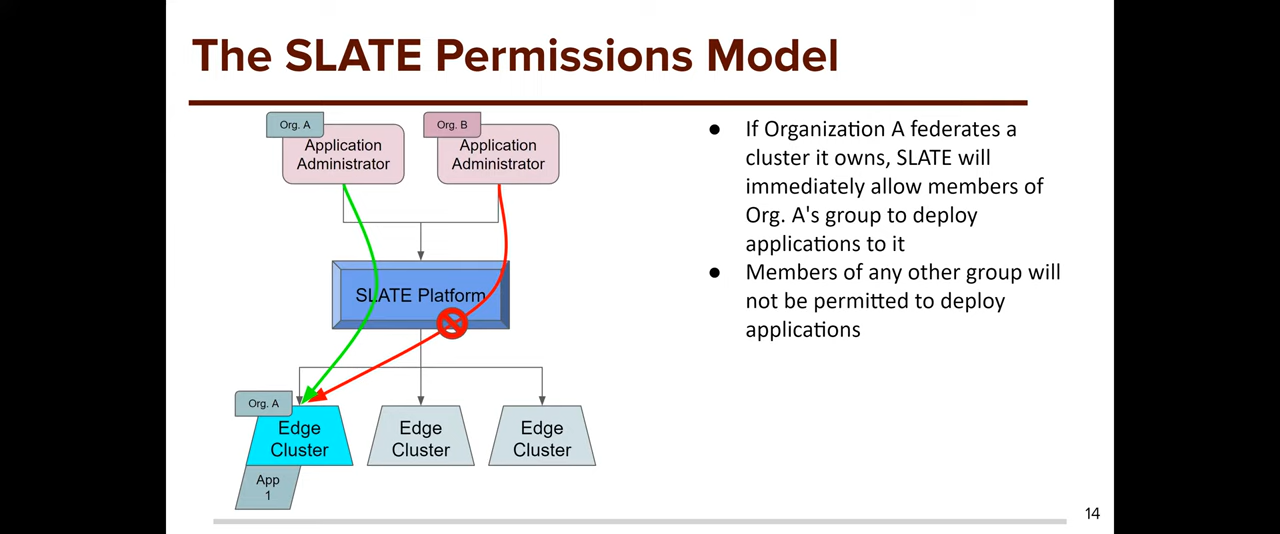 The SLATE Permissions Model
Org. A
Application
Administrator
Org. B
Application
Administrator
SLATE Platform
Org. A
Edge
Cluster
Edge
Cluster
Edge
Cluster
App
1
● If Organization A federates a
cluster it owns, SLATE will
immediately allow members of
Org. A's group to deploy
applications to it
● Members of any other group will
not be permitted to deploy
applications
14